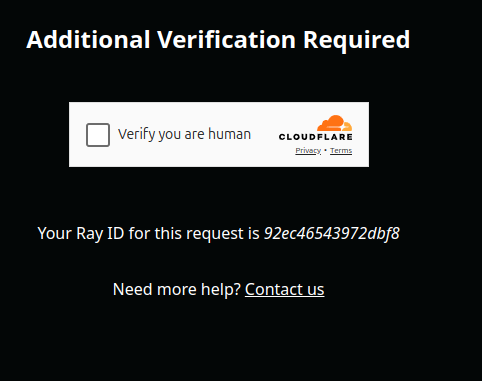 Additional Verification Required
Verify you are human
CLOUDFLARE
Privacy • Terms
Your Ray ID for this request is 92ec46543972dbf8
Need more help? Contact us